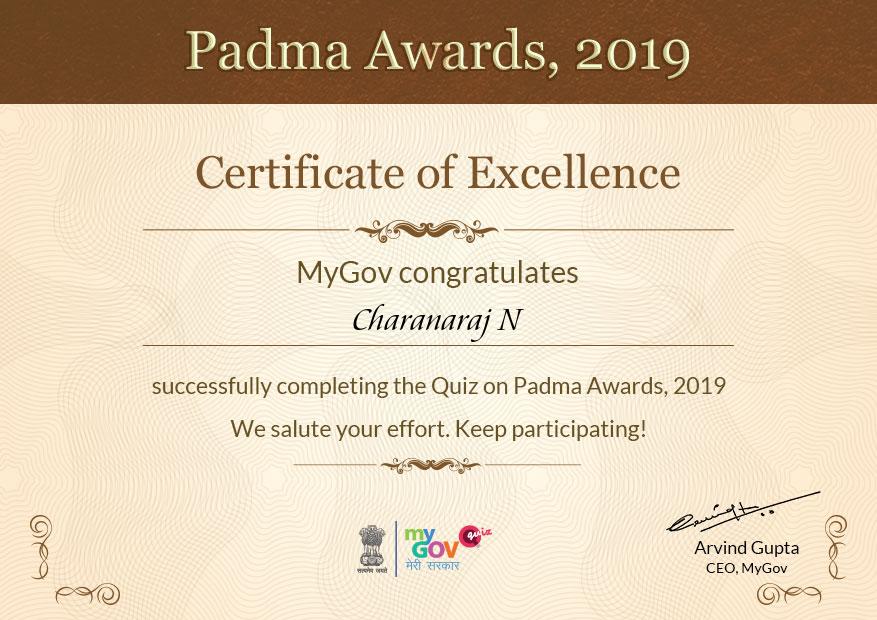 Padma Awards, 2019
Certificate of Excellence
MyGov congratulates
Charanaraj N
successfully completing the Quiz on Padma Awards, 2019
We salute your effort. Keep participating!
सत्यमेव जयते
my
GOV
quiz
मेरी सरकार
Arvind Gupta
CEO, MyGov